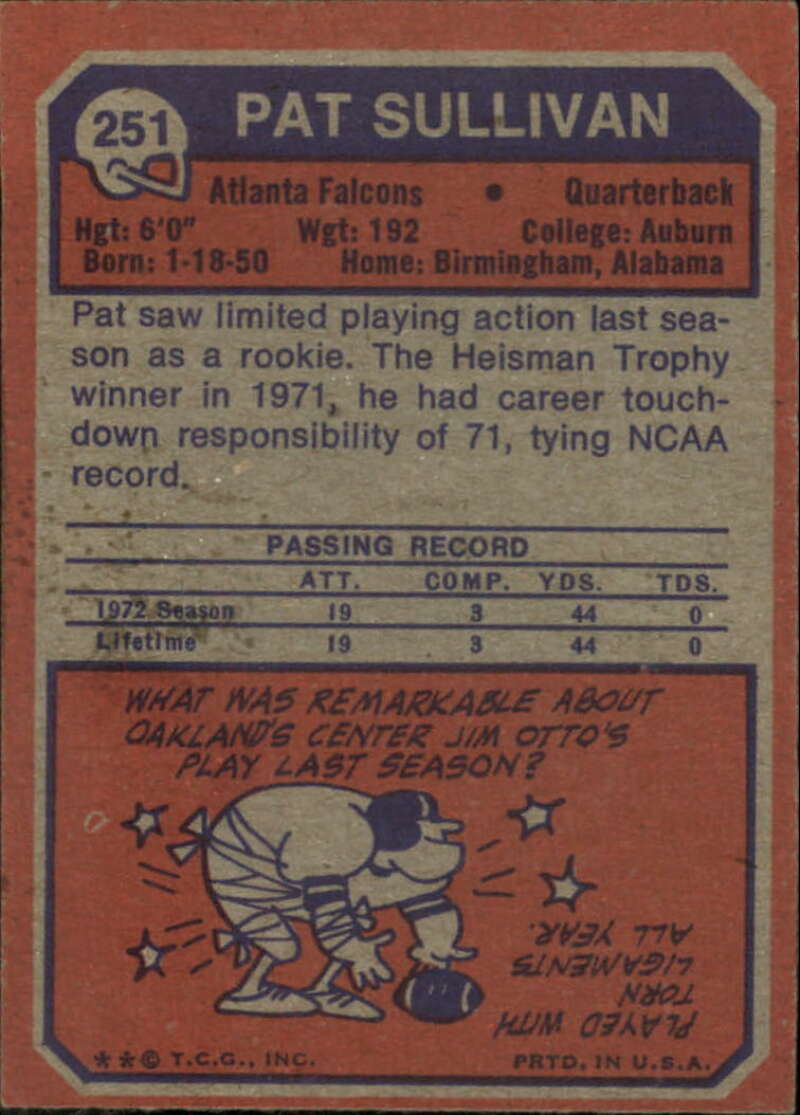 251
PAT SULLIVAN
Atlanta Falcons • Quarterback
Hgt: 6'0" Wgt: 192 College: Auburn
Born: 1-18-50 Home: Birmingham, Alabama
Pat saw limited playing action last sea-
son as a rookie. The Heisman Trophy
winner in 1971, he had career touch-
down responsibility of 71, tying NCAA
record.
PASSING RECORD
ATT. COMP. YDS. TDS.
1972 Season 19 3 44 0
Lifetime 19 3 44 0
WHAT WAS REMARKABLE ABOUT
OAKLAND'S CENTER JIM OTTO'S
PLAY LAST SEASON?
PLAYED WITH
TORN
LIGAMENTS
ALL YEAR.
**© T.C.G., INC. PRTD. IN U.S.A.